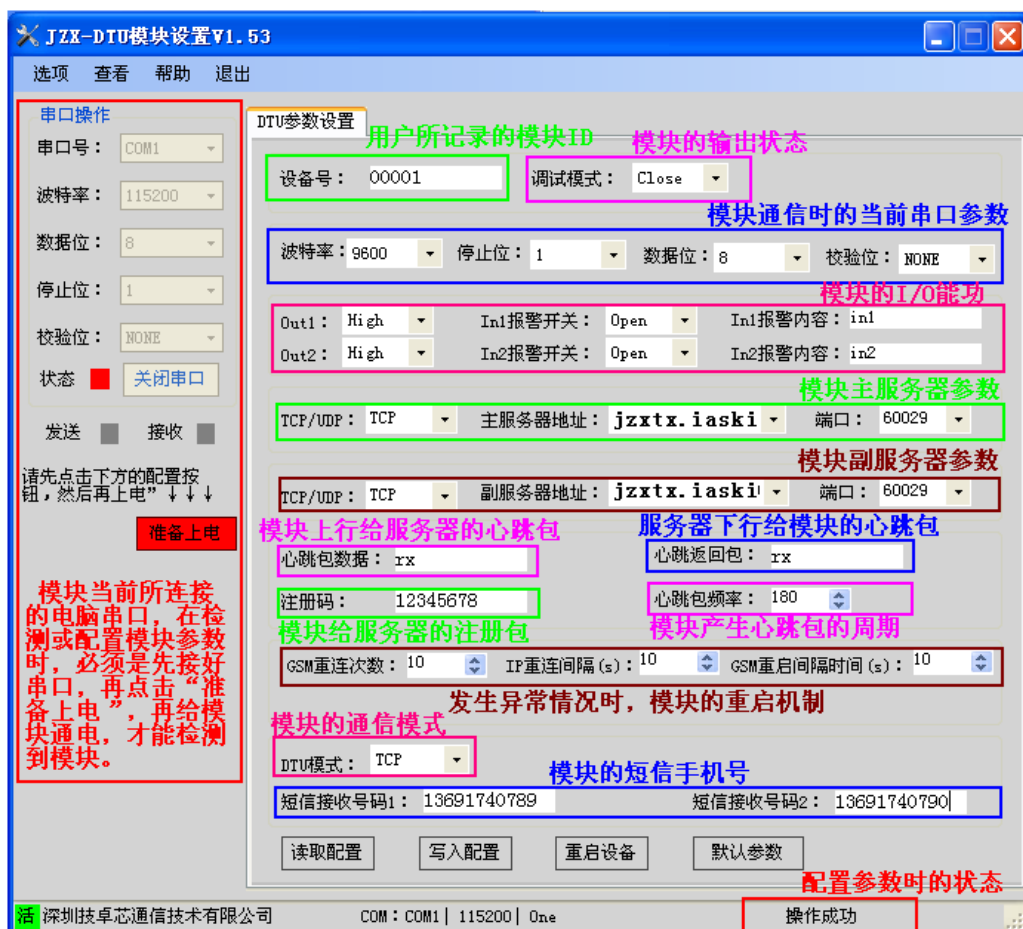 JZX-DTU模块设置V1.53
选项 查看 帮助 退出
串口操作
串口号： COM1
波特率： 115200
数据位： 8
停止位： 1
校验位： NONE
状态 关闭串口
发送 接收
请先点击下方的配置按
钮，然后再上电”↓↓↓
准备上电
模块当前所连接
的电脑串口，在检
测或配置模块参数
时，必须是先接好
串口，再点击“准
备上电”，再给模
块通电，才能检测
到模块。
DTU参数设置
用户所记录的模块ID
模块的输出状态
设备号： 00001 调试模式： Close
模块通信时的当前串口参数
波特率：9600 停止位：1 数据位：8 校验位：NONE
模块的I/O能功
Out1： High In1报警开关： Open In1报警内容：in1
Out2： High In2报警开关： Open In2报警内容：in2
模块主服务器参数
TCP/UDP： TCP 主服务器地址： jzxtx.iaski 端口： 60029
模块副服务器参数
TCP/UDP： TCP 副服务器地址： jzxtx.iaski 端口： 60029
模块上行给服务器的心跳包
服务器下行给模块的心跳包
心跳包数据： rx 心跳返回包： rx
注册码： 12345678 心跳包频率： 180
模块给服务器的注册包
模块产生心跳包的周期
GSM重连次数：10 IP重连间隔(s)：10 GSM重启间隔时间(s)：10
发生异常情况时，模块的重启机制
模块的通信模式
DTU模式： TCP
模块的短信手机号
短信接收号码1： 13691740789 短信接收号码2： 13691740790
读取配置 写入配置 重启设备 默认参数
配置参数时的状态
活 深圳技卓芯通信技术有限公司 COM：COM1| 115200| One 操作成功